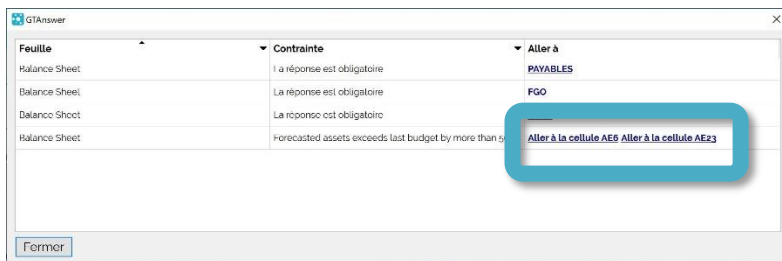 GTAnswer
Feuille Contrainte Aller à
Balance Sheet La réponse est obligatoire PAYABLES
Balance Sheet La réponse est obligatoire FGO
Balance Sheet La réponse est obligatoire
Balance Sheet Forecasted assets exceeds last budget by more than Aller à la cellule AE6 Aller à la cellule AE23
Fermer